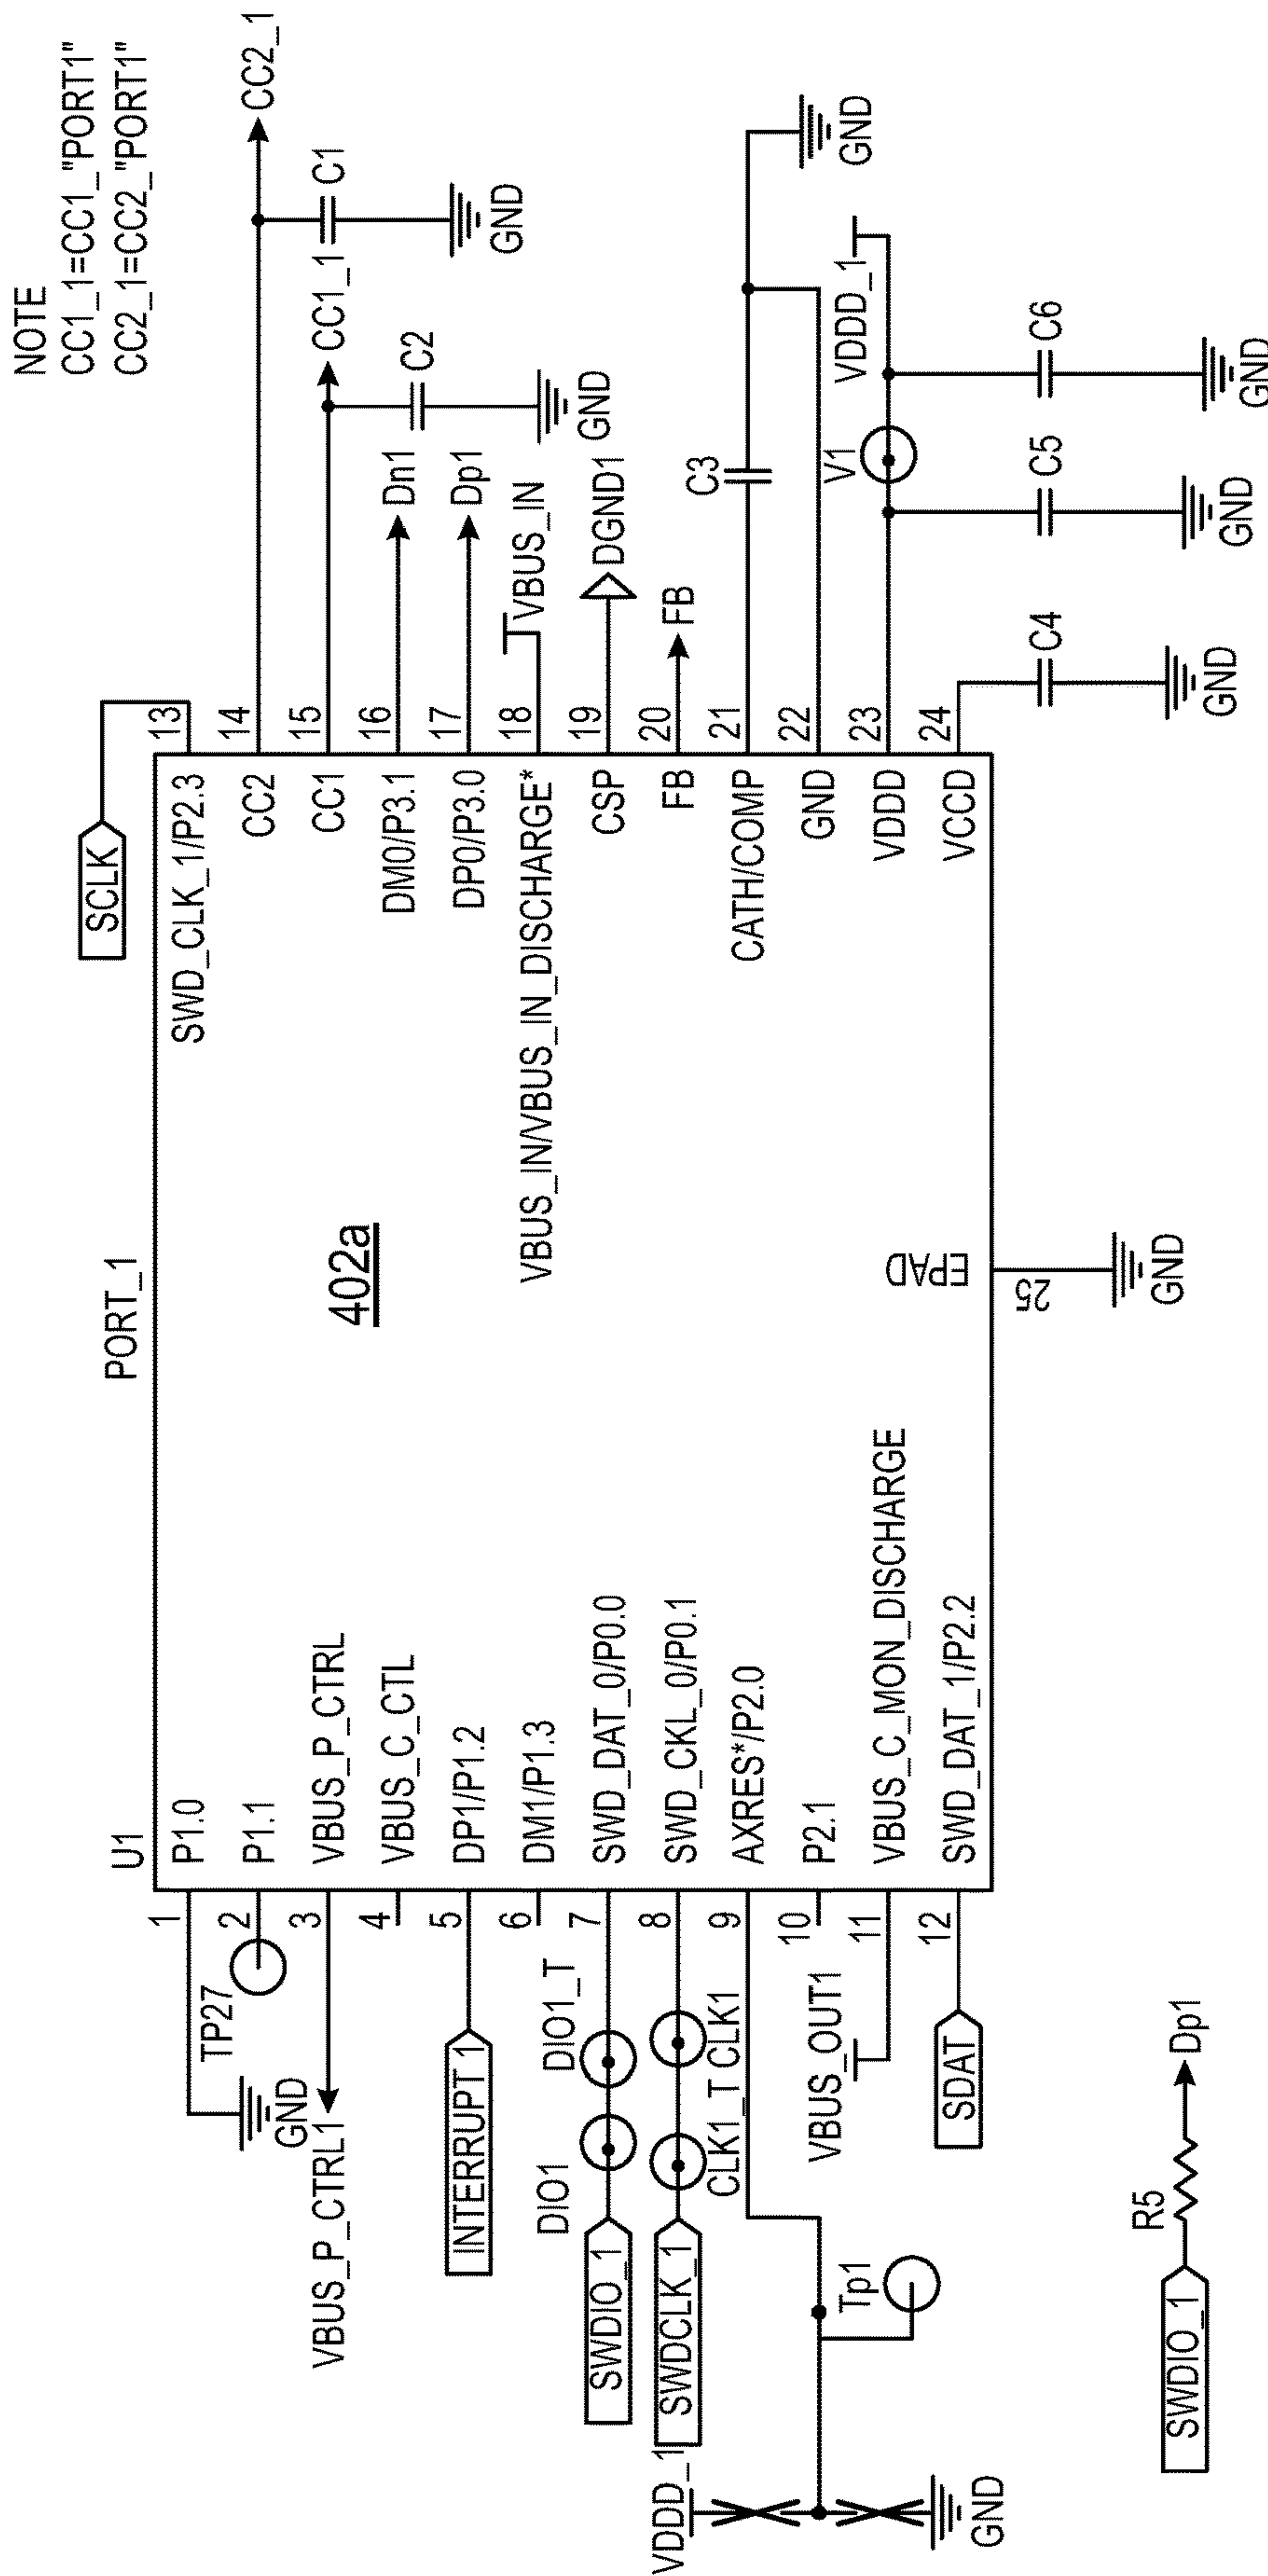 NOTE
CC1_1=CC1_"PORT1"
CC2_1=CC2_"PORT1"
PORT_1
U1
402a
1 P1.0
2 P1.1
3 VBUS_P_CTRL
4 VBUS_C_CTL
5 DP1/P1.2
6 DM1/P1.3
7 SWD_DAT_0/P0.0
8 SWD_CKL_0/P0.1
9 AXRES*/P2.0
10 P2.1
11 VBUS_C_MON_DISCHARGE
12 SWD_DAT_1/P2.2
SWD_CLK_1/P2.3 13
CC2 14
CC1 15
DM0/P3.1 16
DP0/P3.0 17
VBUS_IN/VBUS_IN_DISCHARGE* 18
CSP 19
FB 20
CATH/COMP 21
GND 22
VDDD 23
VCCD 24
EPAD
25
GND
TP27
GND
VBUS_P_CTRL1
INTERRUPT 1
DIO1
DIO1_T
SWDIO_1
SWDCLK_1
CLK1_T
CLK1
VBUS_OUT1
SDAT
VDDD_1
Tp1
GND
SWDIO_1
R5
Dp1
SCLK
CC2_1
C1
GND
CC1_1
C2
GND
Dn1
Dp1
VBUS_IN
DGND1
FB
C3
GND
VDDD_1
V1
C4
GND
C5
GND
C6
GND